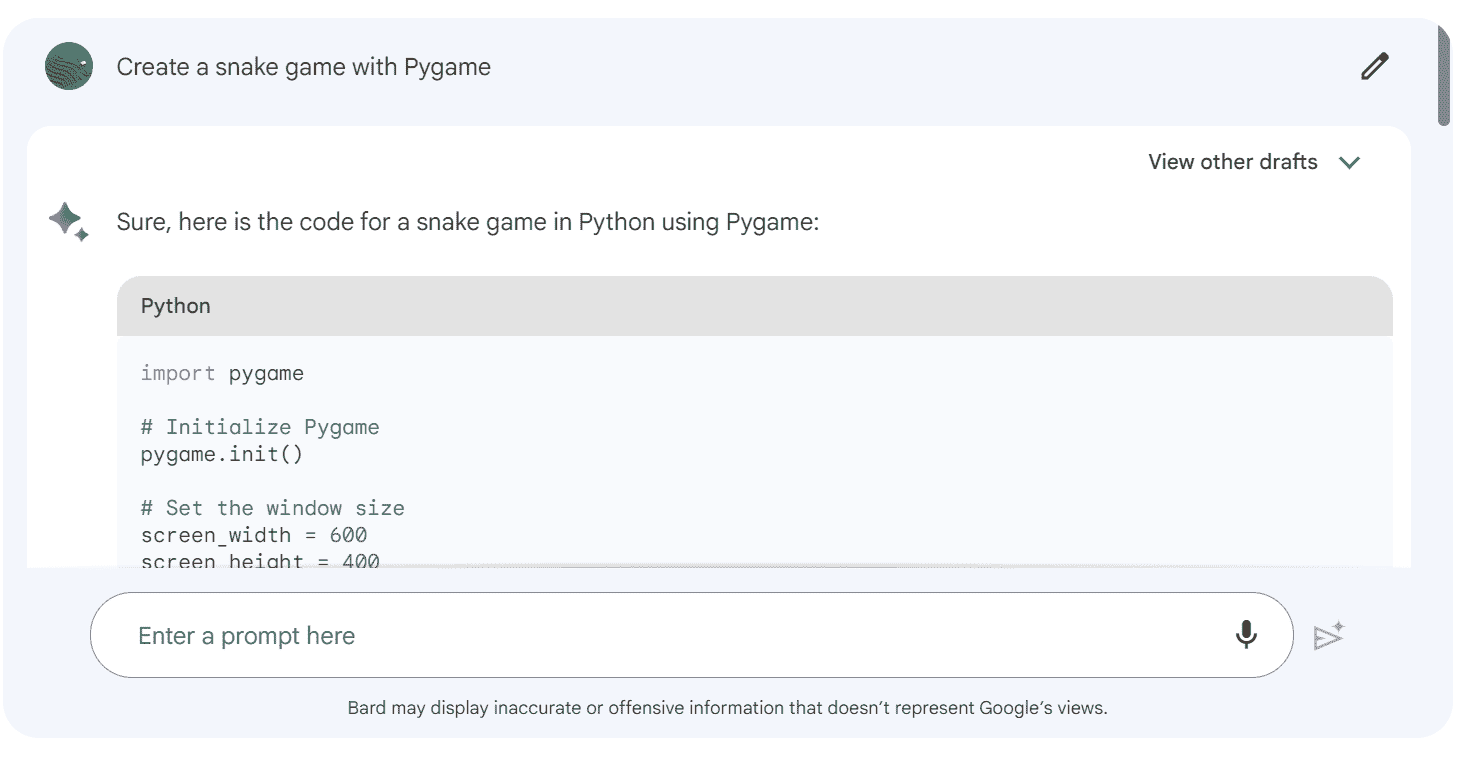 Create a snake game with Pygame
View other drafts
Sure, here is the code for a snake game in Python using Pygame:
Python
import pygame
# Initialize Pygame
pygame.init()
# Set the window size
screen_width = 600
screen_height = 400
Enter a prompt here
Bard may display inaccurate or offensive information that doesn’t represent Google’s views.